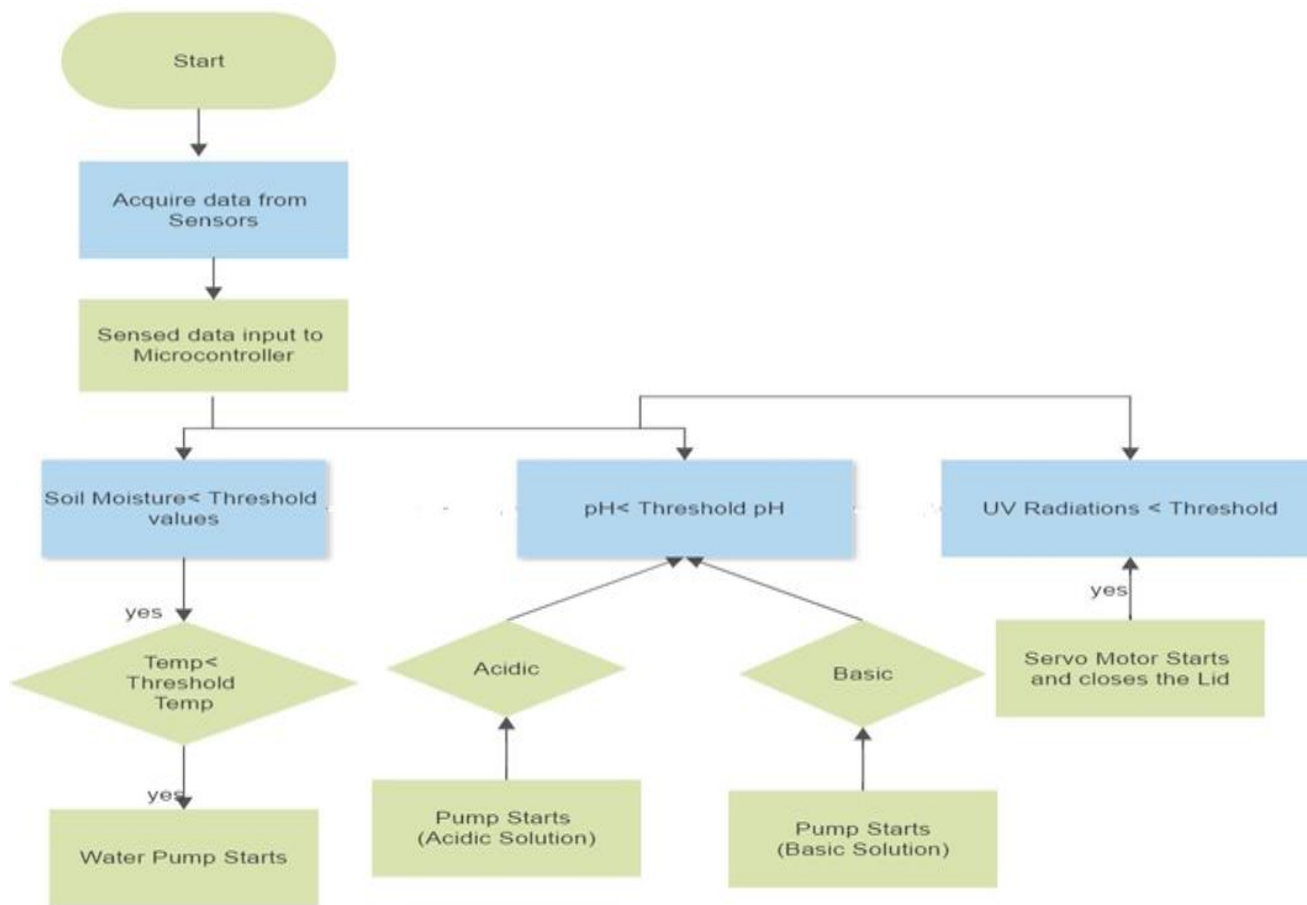 Start
Acquire data from
Sensors
Sensed data input to
Microcontroller
Soil Moisture< Threshold
values
pH< Threshold pH
UV Radiations < Threshold
yes
yes
Temp<
Threshold
Temp
Acidic
Basic
Servo Motor Starts
and closes the Lid
yes
Water Pump Starts
Pump Starts
(Acidic Solution)
Pump Starts
(Basic Solution)